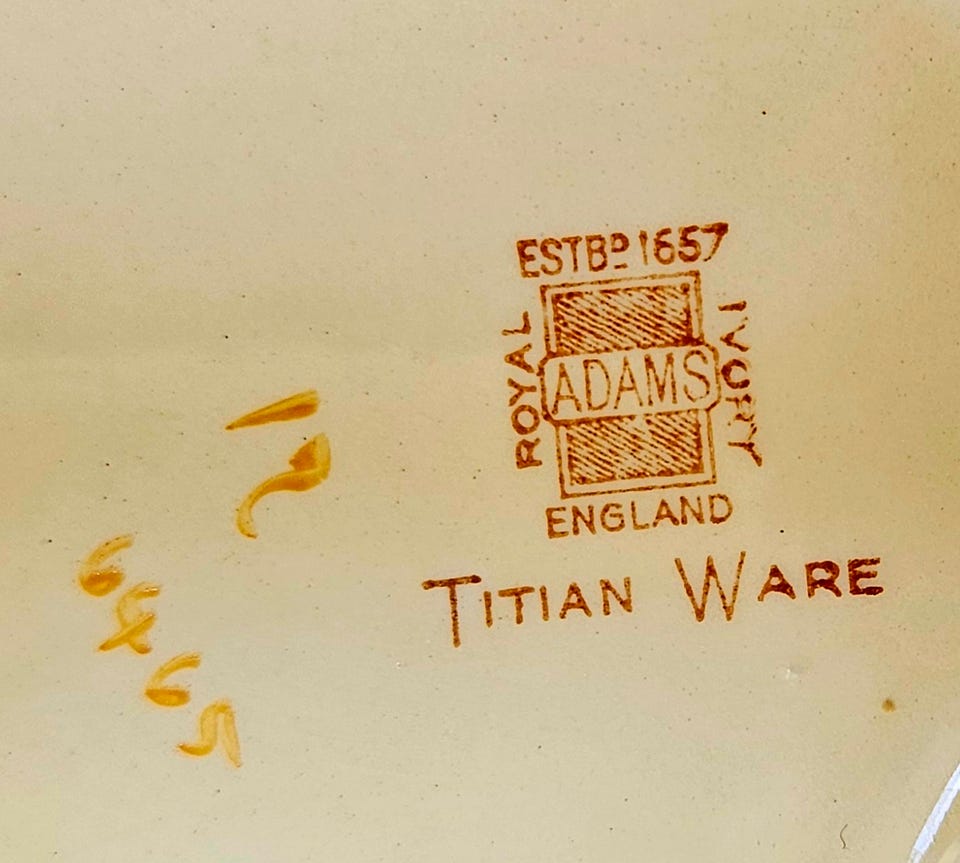 ESTBD 1657
ROYAL
IVORY
ADAMS
ENGLAND
TITIAN WARE